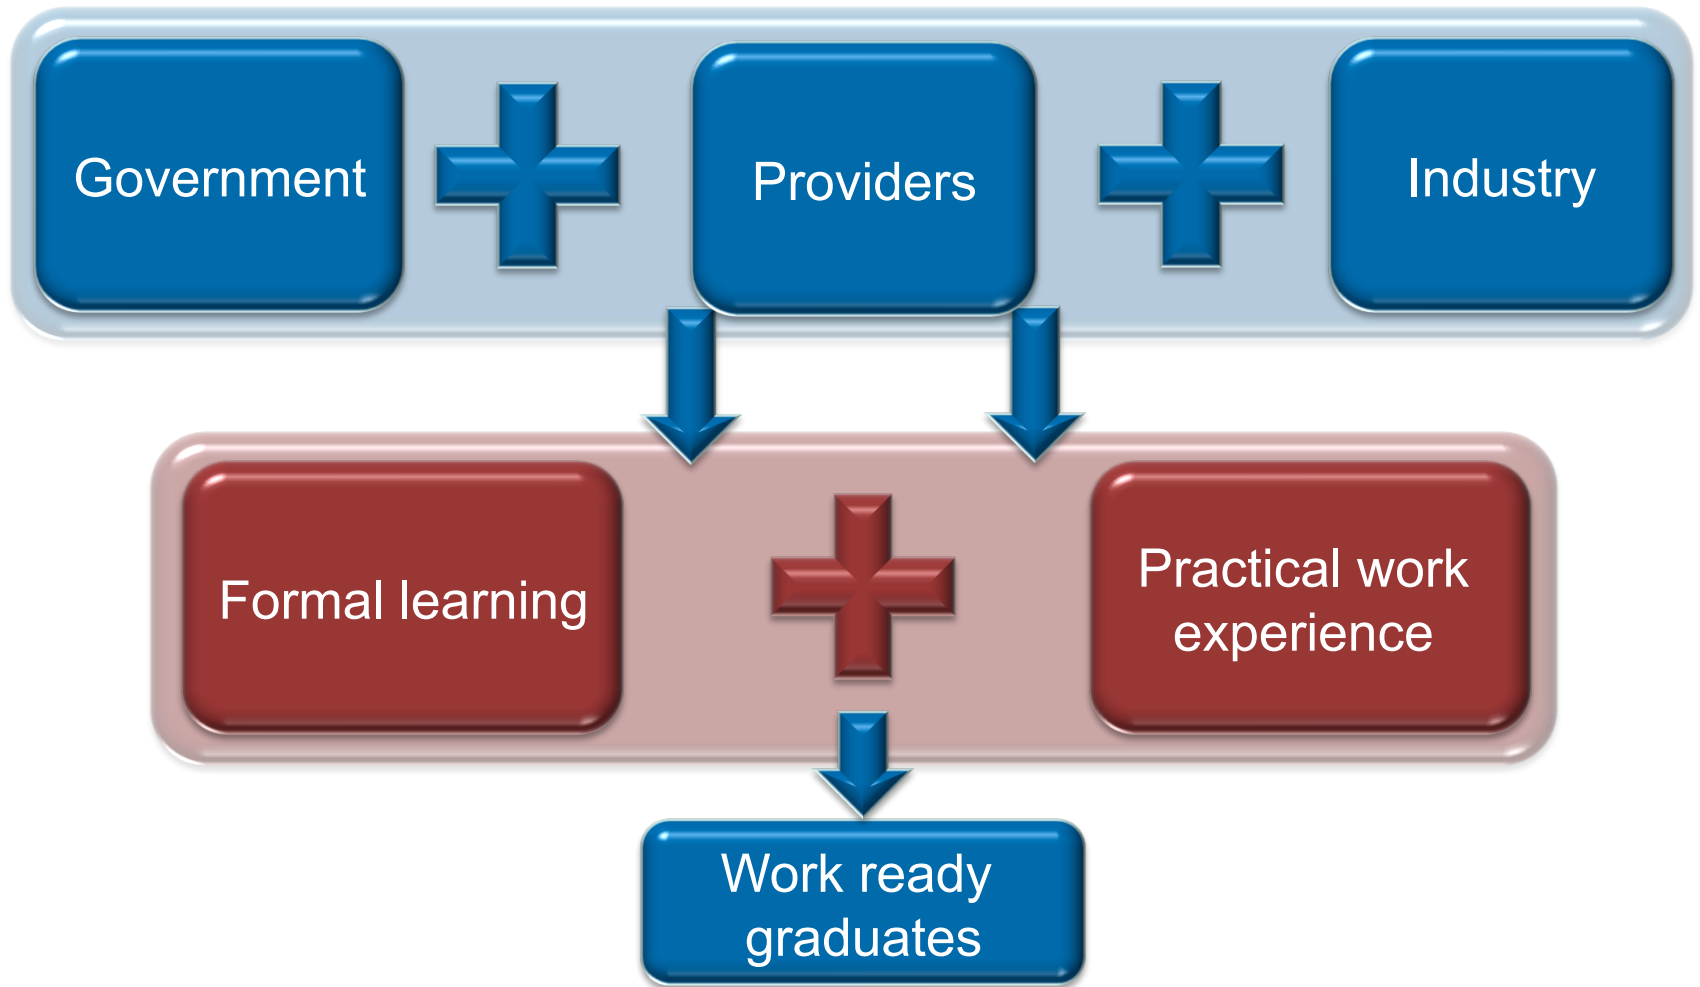 Government
Providers
Industry
Formal learning
Practical work
experience
Work ready
graduates